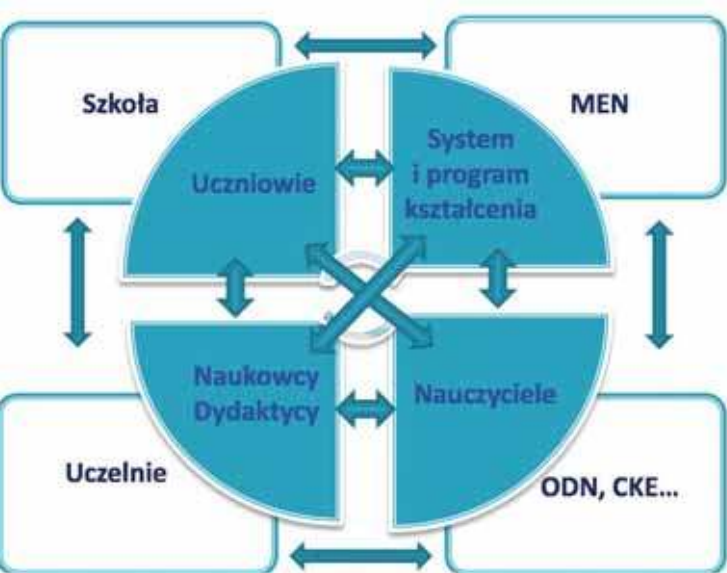 Szkoła
MEN
Uczniowie
System
i program
kształcenia
Naukowcy
Dydaktycy
Nauczyciele
Uczelnie
ODN, CKE...